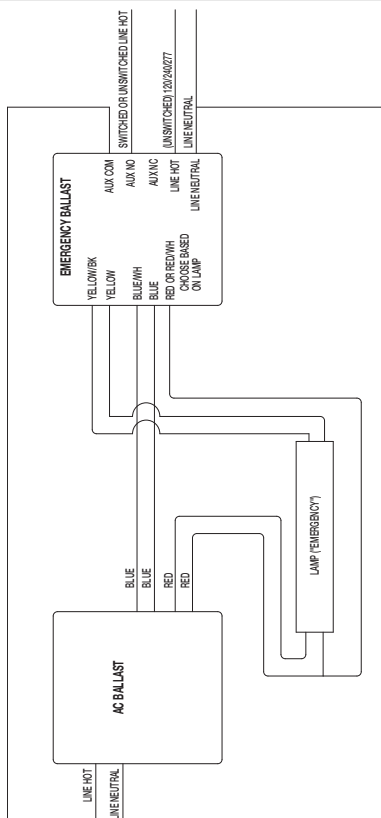 SWITCHED OR UNSWITCHED LINE HOT
(UNSWITCHED) 120/240/277
LINE NEUTRAL
EMERGENCY BALLAST
AUX COM
AUX NO
AUX NC
LINE HOT
LINE NEUTRAL
YELLOW/BK
YELLOW
BLUE/WH
BLUE
RED OR RED/WH
CHOOSE BASED
ON LAMP
BLUE
BLUE
RED
RED
LAMP ("EMERGENCY")
AC BALLAST
LINE HOT
LINE NEUTRAL